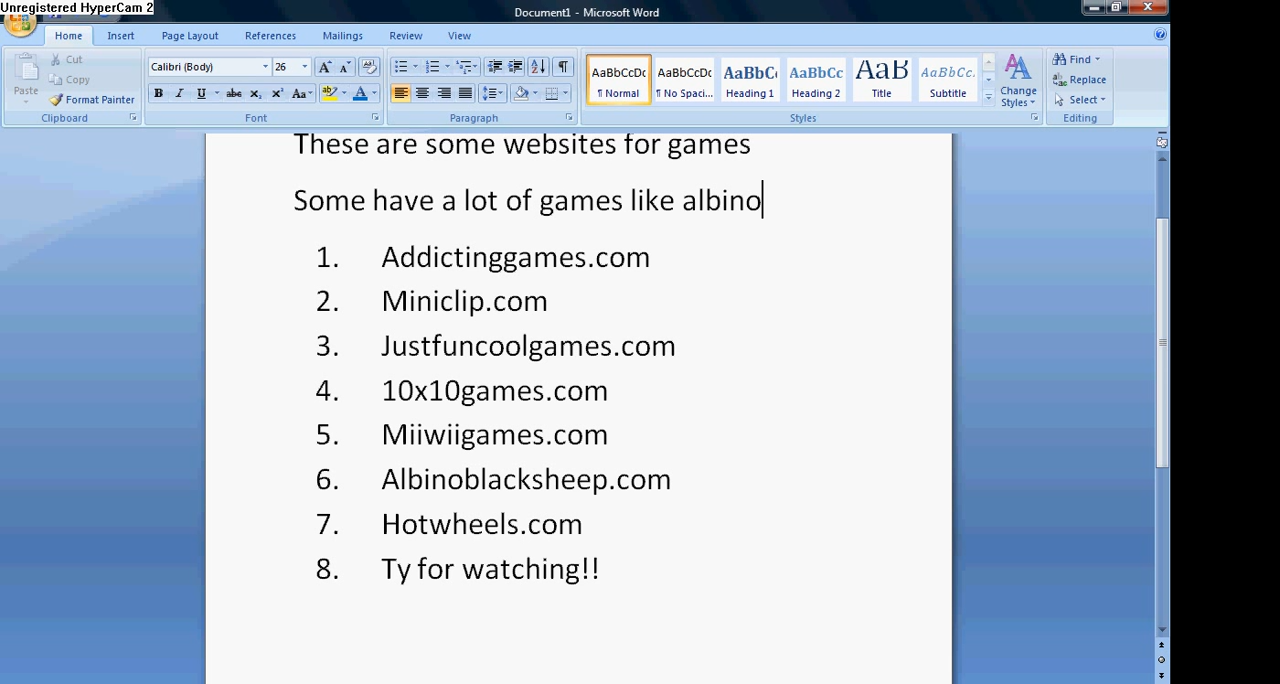 Unregistered HyperCam 2
Document1 - Microsoft Word
Home Insert Page Layout References Mailings Review View
Paste
Cut
Copy
Format Painter
Clipboard
Calibri (Body) 26
Font
Paragraph
AaBbCcDc AaBbCcDc AaBbC AaBbCc AaB AaBbCc.
¶ Normal ¶ No Spaci... Heading 1 Heading 2 Title Subtitle
Change Styles
Styles
Find
Replace
Select
Editing
These are some websites for games
Some have a lot of games like albino
1. Addictinggames.com
2. Miniclip.com
3. Justfuncoolgames.com
4. 10x10games.com
5. Miiwiigames.com
6. Albinoblacksheep.com
7. Hotwheels.com
8. Ty for watching!!